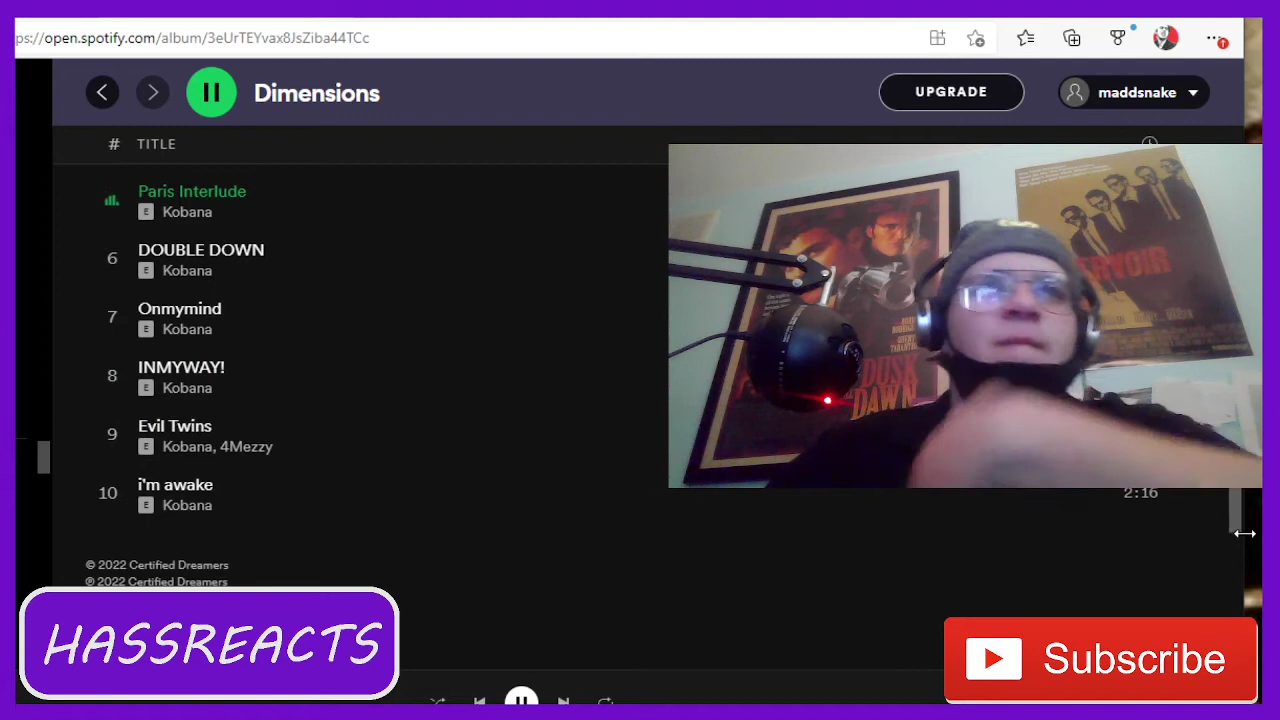 ps://open.spotify.com/album/3eUrTEYvax8JsZiba44TCc
Dimensions
UPGRADE
maddsnake
# TITLE
Paris Interlude
E Kobana
6 DOUBLE DOWN
E Kobana
7 Onmymind
E Kobana
8 INMYWAY!
E Kobana
9 Evil Twins
E Kobana, 4Mezzy
10 i'm awake
E Kobana
2:16
© 2022 Certified Dreamers
℗ 2022 Certified Dreamers
ERVOIR
DUSK
DAWN
HASSREACTS
Subscribe